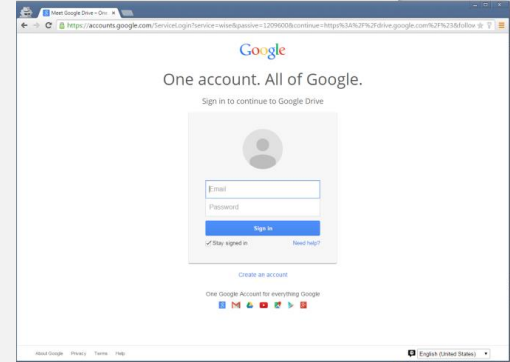 Meet Google Drive – One
https://accounts.google.com/ServiceLogin?service=wise&passive=1209600&continue=https%3A%2F%2Fdrive.google.com%2F%23&follow
Google
One account. All of Google.
Sign in to continue to Google Drive
Email
Password
Sign in
Stay signed in Need help?
Create an account
One Google Account for everything Google
About Google Privacy Terms Help English (United States)